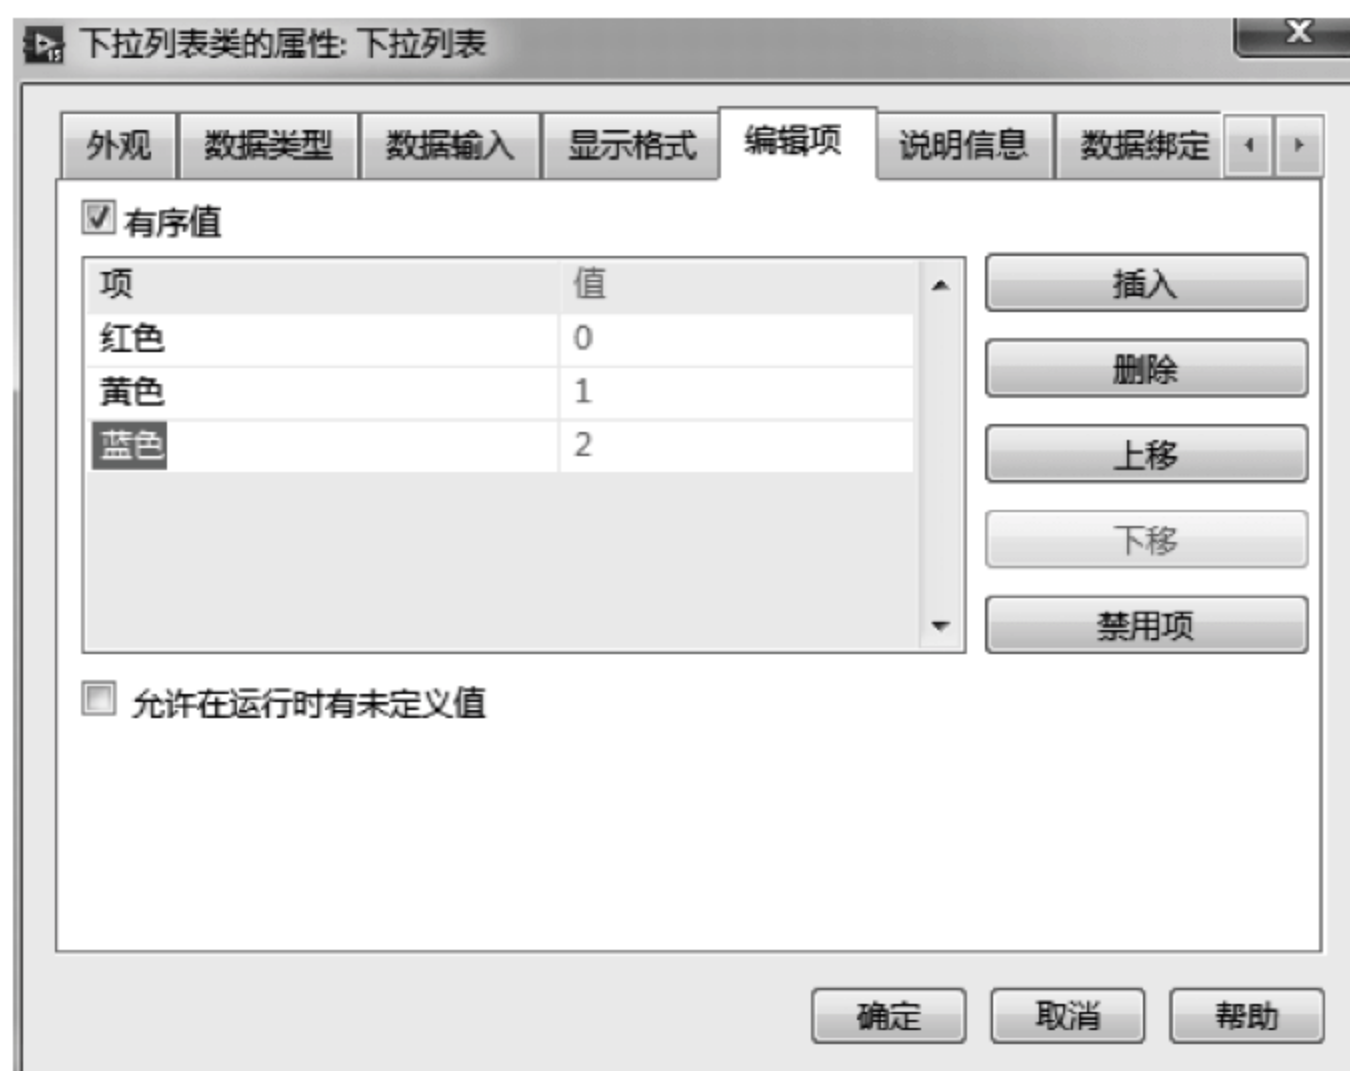 下拉列表类的属性: 下拉列表
外观 数据类型 数据输入 显示格式 编辑项 说明信息 数据绑定
有序值
项 值
红色 0
黄色 1
蓝色 2
插入
删除
上移
下移
禁用项
允许在运行时有未定义值
确定 取消 帮助